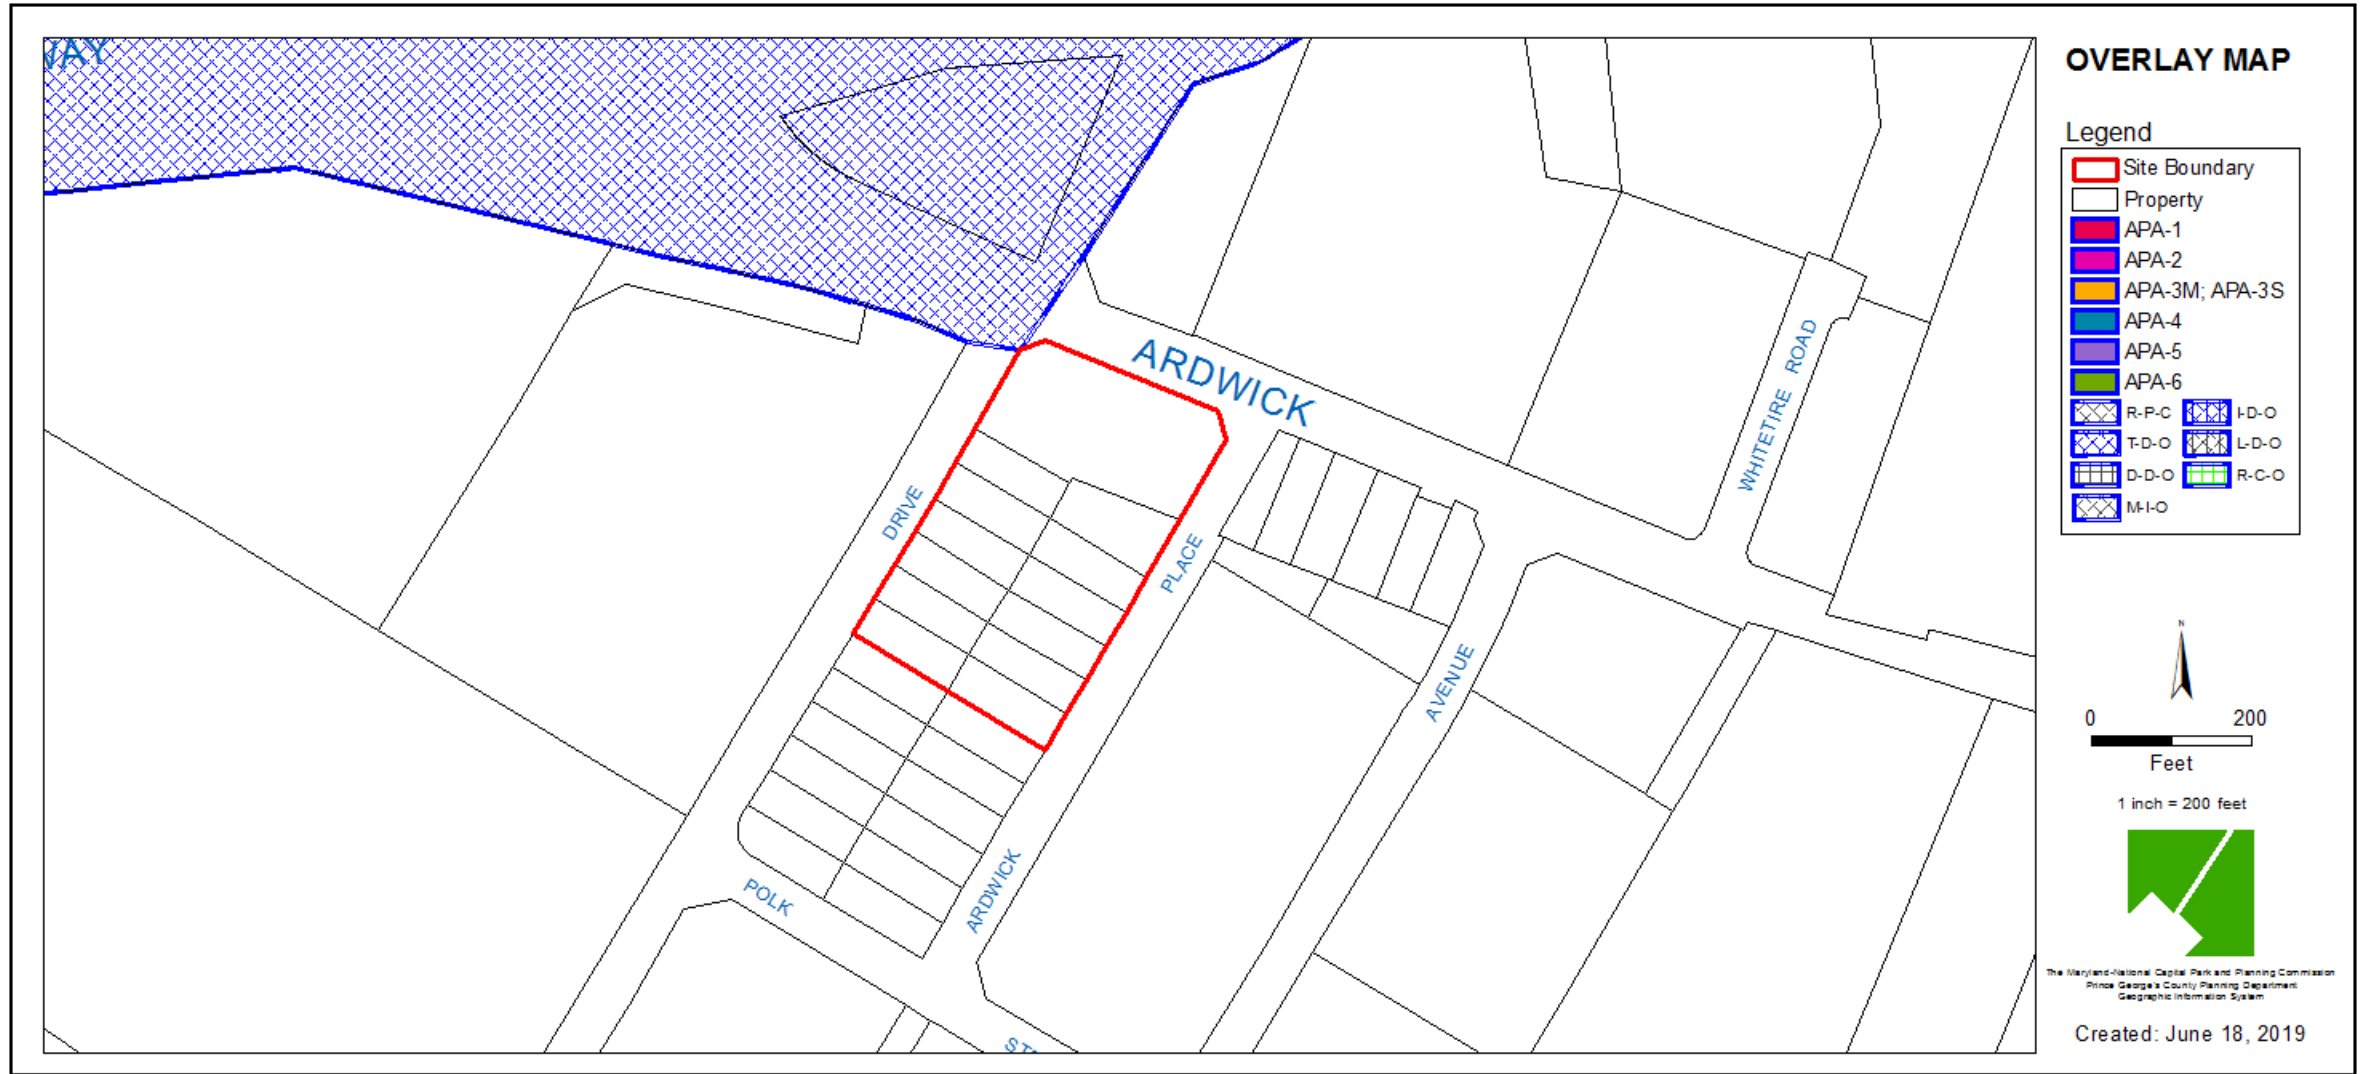 WAY
ARDWICK
WHITETIRE ROAD
DRIVE
PLACE
AVENUE
POLK
ARDWICK
OVERLAY MAP
Legend
Site Boundary
Property
APA-1
APA-2
APA-3M; APA-3S
APA-4
APA-5
APA-6
R-P-C I-D-O
T-D-O L-D-O
D-D-O R-C-O
M-I-O
N
0 200
Feet
1 inch = 200 feet
The Maryland-National Capital Park and Planning Commission
Prince George's County Planning Department
Geographic Information System
Created: June 18, 2019